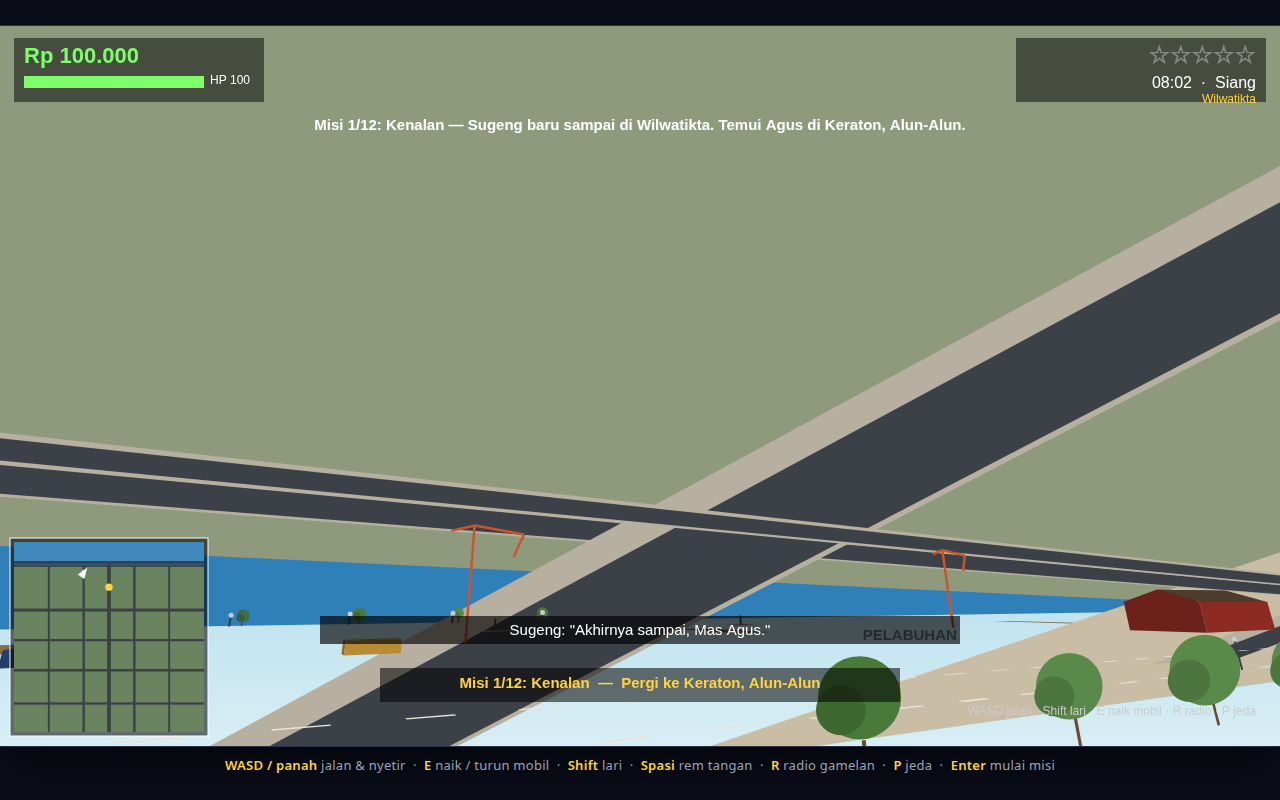 Rp 100.000
HP 100
08:02 · Siang
Wilwatikta
Misi 1/12: Kenalan — Sugeng baru sampai di Wilwatikta. Temui Agus di Keraton, Alun-Alun.
Sugeng: "Akhirnya sampai, Mas Agus."
PELABUHAN
Misi 1/12: Kenalan — Pergi ke Keraton, Alun-Alun
WASD jalan · Shift lari · E naik mobil · R radio · P jeda
WASD / panah jalan & nyetir · E naik / turun mobil · Shift lari · Spasi rem tangan · R radio gamelan · P jeda · Enter mulai misi